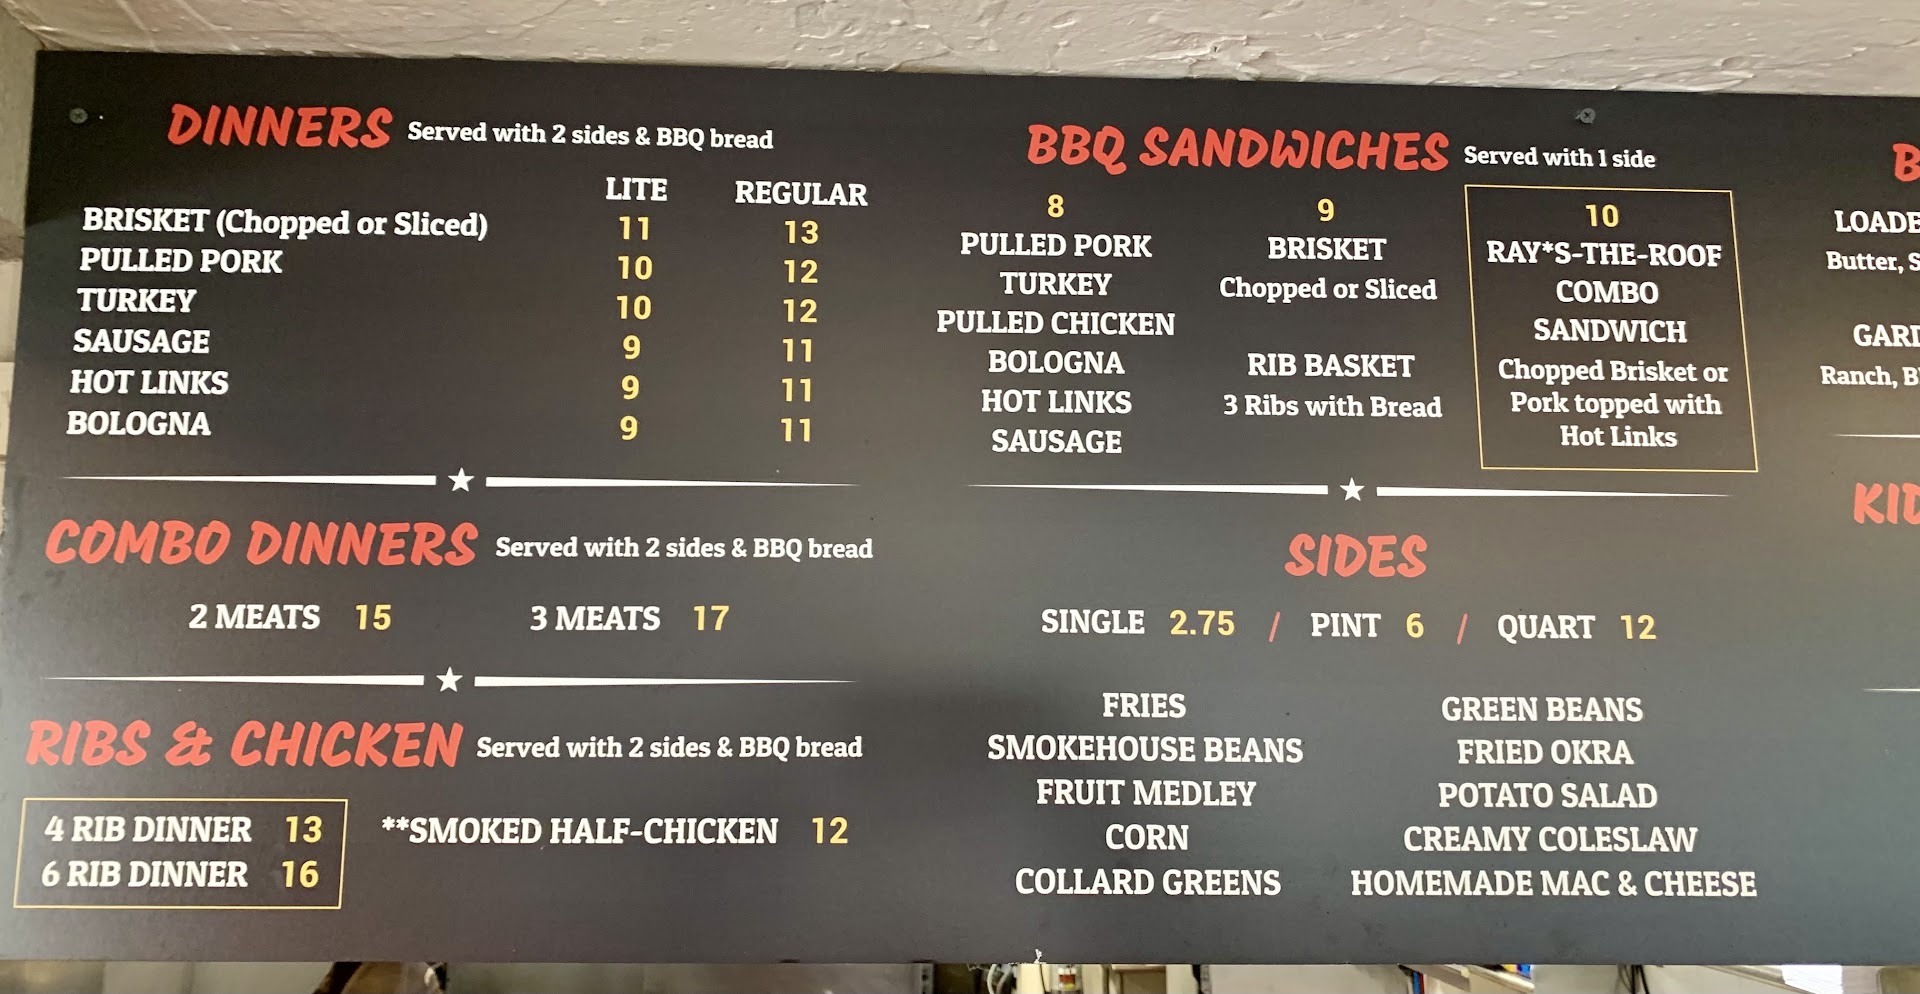 DINNERS Served with 2 sides & BBQ bread
LITE REGULAR
BRISKET (Chopped or Sliced) 11 13
PULLED PORK 10 12
TURKEY 10 12
SAUSAGE 9 11
HOT LINKS 9 11
BOLOGNA 9 11
COMBO DINNERS Served with 2 sides & BBQ bread
2 MEATS 15 3 MEATS 17
RIBS & CHICKEN Served with 2 sides & BBQ bread
4 RIB DINNER 13
6 RIB DINNER 16
**SMOKED HALF-CHICKEN 12
BBQ SANDWICHES Served with 1 side
8
PULLED PORK
TURKEY
PULLED CHICKEN
BOLOGNA
HOT LINKS
SAUSAGE
9
BRISKET
Chopped or Sliced
RIB BASKET
3 Ribs with Bread
10
RAY*S-THE-ROOF
COMBO
SANDWICH
Chopped Brisket or
Pork topped with
Hot Links
SIDES
SINGLE 2.75 / PINT 6 / QUART 12
FRIES
SMOKEHOUSE BEANS
FRUIT MEDLEY
CORN
COLLARD GREENS
GREEN BEANS
FRIED OKRA
POTATO SALAD
CREAMY COLESLAW
HOMEMADE MAC & CHEESE
Butter,
Ranch,